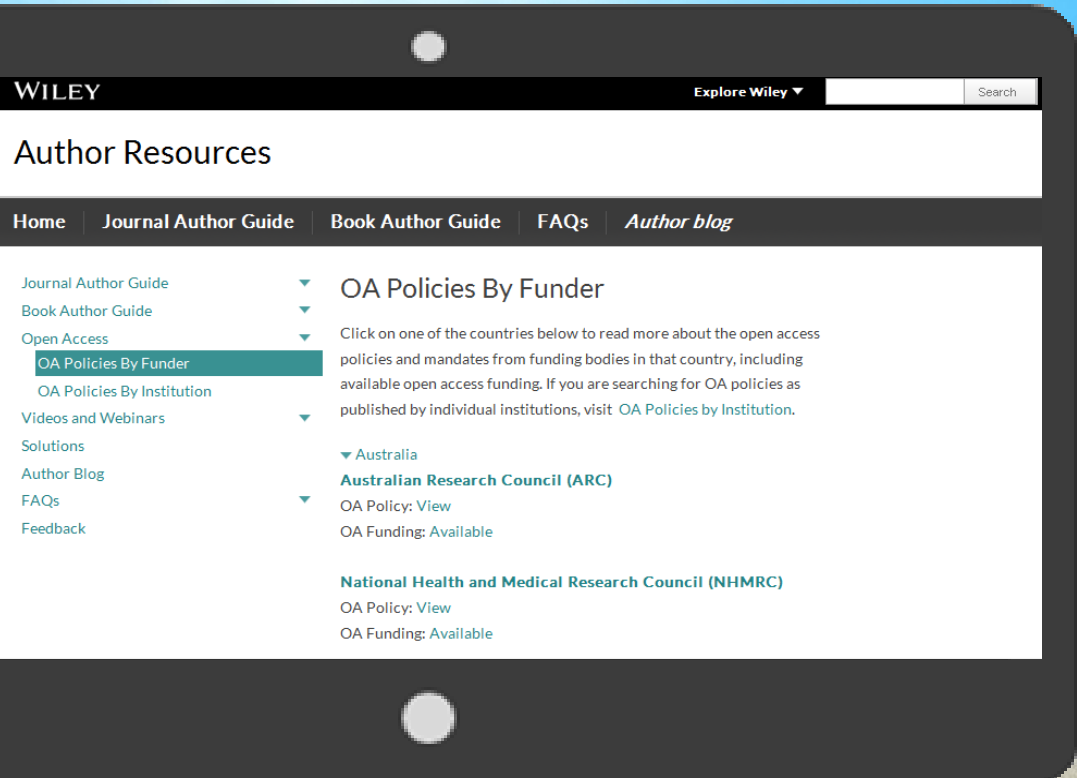 WILEY
Explore Wiley
Search
Author Resources
Home
Journal Author Guide
Book Author Guide
FAQs
Author blog
Journal Author Guide
Book Author Guide
Open Access
OA Policies By Funder
OA Policies By Institution
Videos and Webinars
Solutions
Author Blog
FAQs
Feedback
OA Policies By Funder
Click on one of the countries below to read more about the open access
policies and mandates from funding bodies in that country, including
available open access funding. If you are searching for OA policies as
published by individual institutions, visit OA Policies by Institution.
Australia
Australian Research Council (ARC)
OA Policy: View
OA Funding: Available
National Health and Medical Research Council (NHMRC)
OA Policy: View
OA Funding: Available